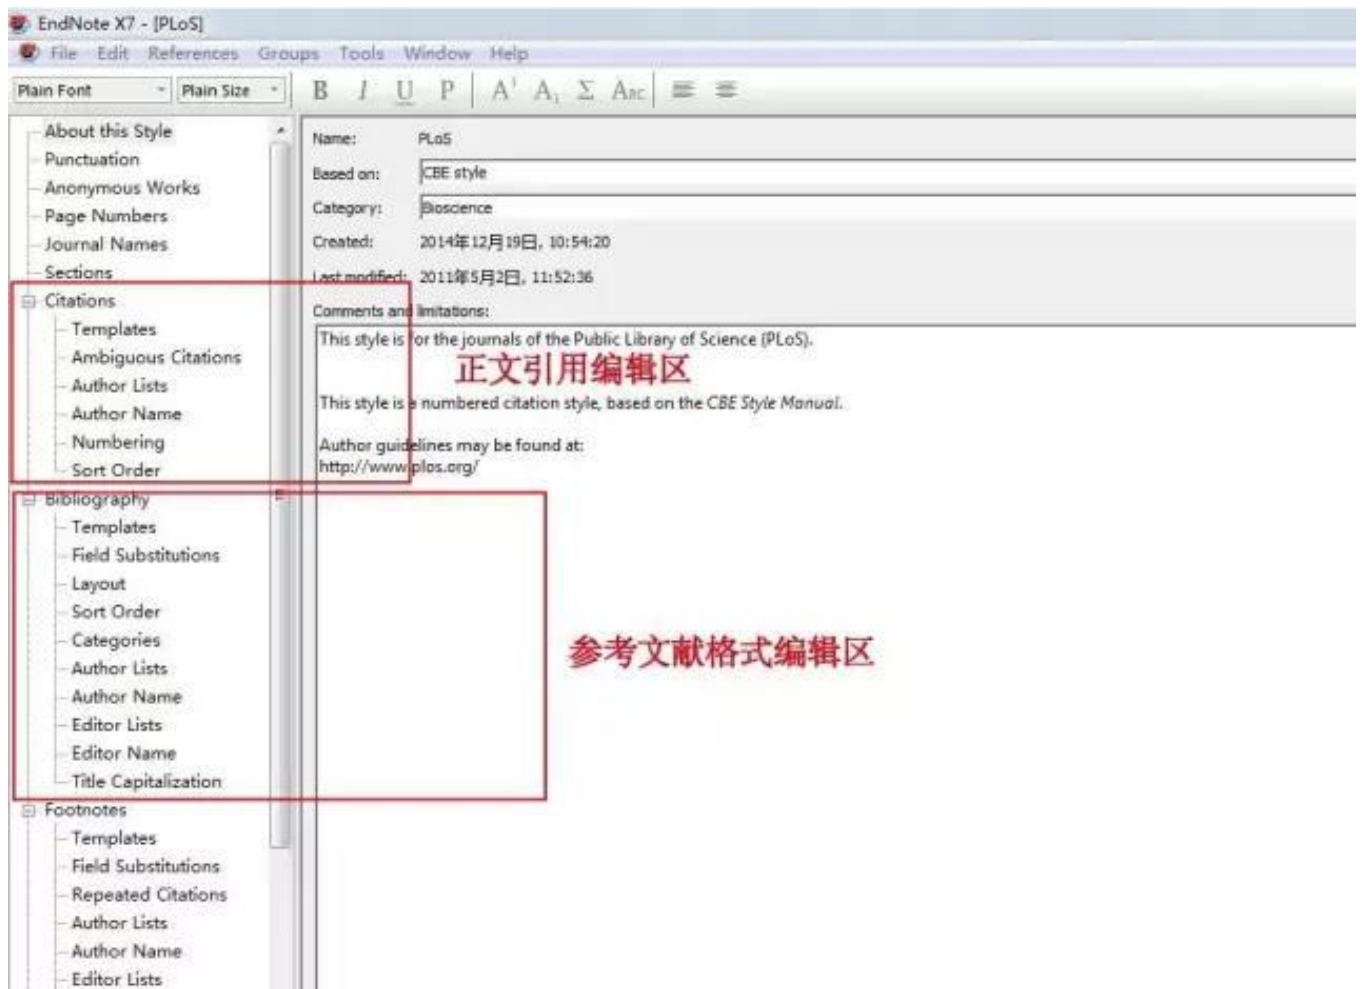 EndNote X7 - [PLoS]
File Edit References Groups Tools Window Help
Plain Font Plain Size B I U P A¹ A₁ Σ Abc
About this Style
Punctuation
Anonymous Works
Page Numbers
Journal Names
Sections
Citations
Templates
Ambiguous Citations
Author Lists
Author Name
Numbering
Sort Order
Bibliography
Templates
Field Substitutions
Layout
Sort Order
Categories
Author Lists
Author Name
Editor Lists
Editor Name
Title Capitalization
Footnotes
Templates
Field Substitutions
Repeated Citations
Author Lists
Author Name
Editor Lists
Name: PLoS
Based on: CBE style
Category: Bioscience
Created: 2014年12月19日, 10:54:20
Last modified: 2011年5月2日, 11:52:36
Comments and limitations:
This style is for the journals of the Public Library of Science (PLoS).
正文引用编辑区
This style is a numbered citation style, based on the CBE Style Manual.
Author guidelines may be found at:
http://www.plos.org/
参考文献格式编辑区